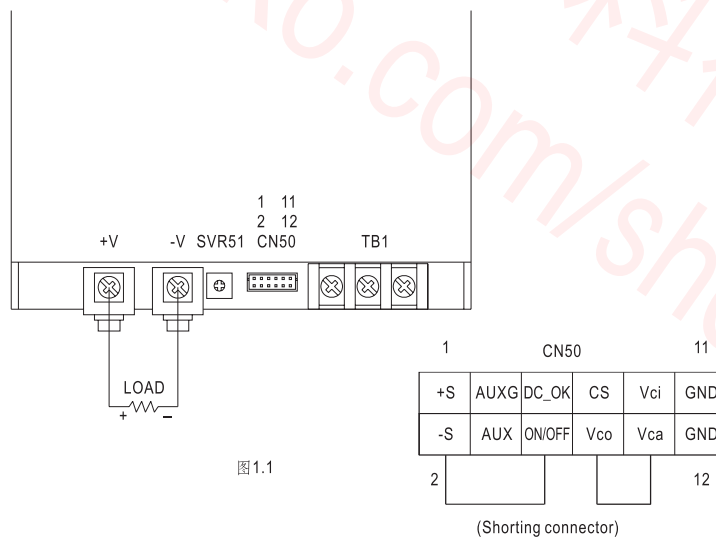 1 11
2 12
+V -V SVR51 CN50 TB1
LOAD
+ −
图1.1
1 CN50 11
+S AUXG DC_OK CS Vci GND
-S AUX ON/OFF Vco Vca GND
2 12
(Shorting connector)